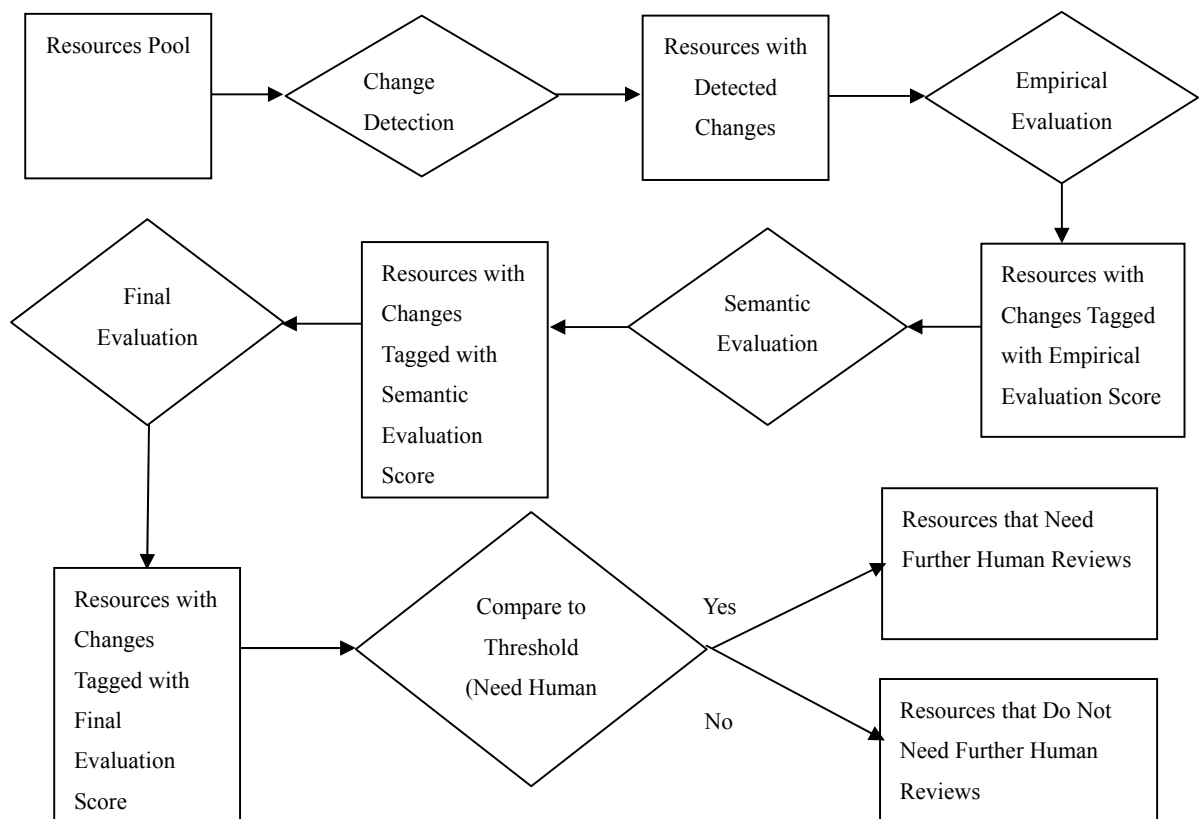 Resources Pool
Change
Detection
Resources with
Detected
Changes
Empirical
Evaluation
Resources with
Changes Tagged
with Empirical
Evaluation Score
Semantic
Evaluation
Resources with
Changes
Tagged with
Semantic
Evaluation
Score
Final
Evaluation
Resources with
Changes
Tagged with
Final
Evaluation
Score
Compare to
Threshold
(Need Human
Yes
No
Resources that Need
Further Human Reviews
Resources that Do Not
Need Further Human
Reviews